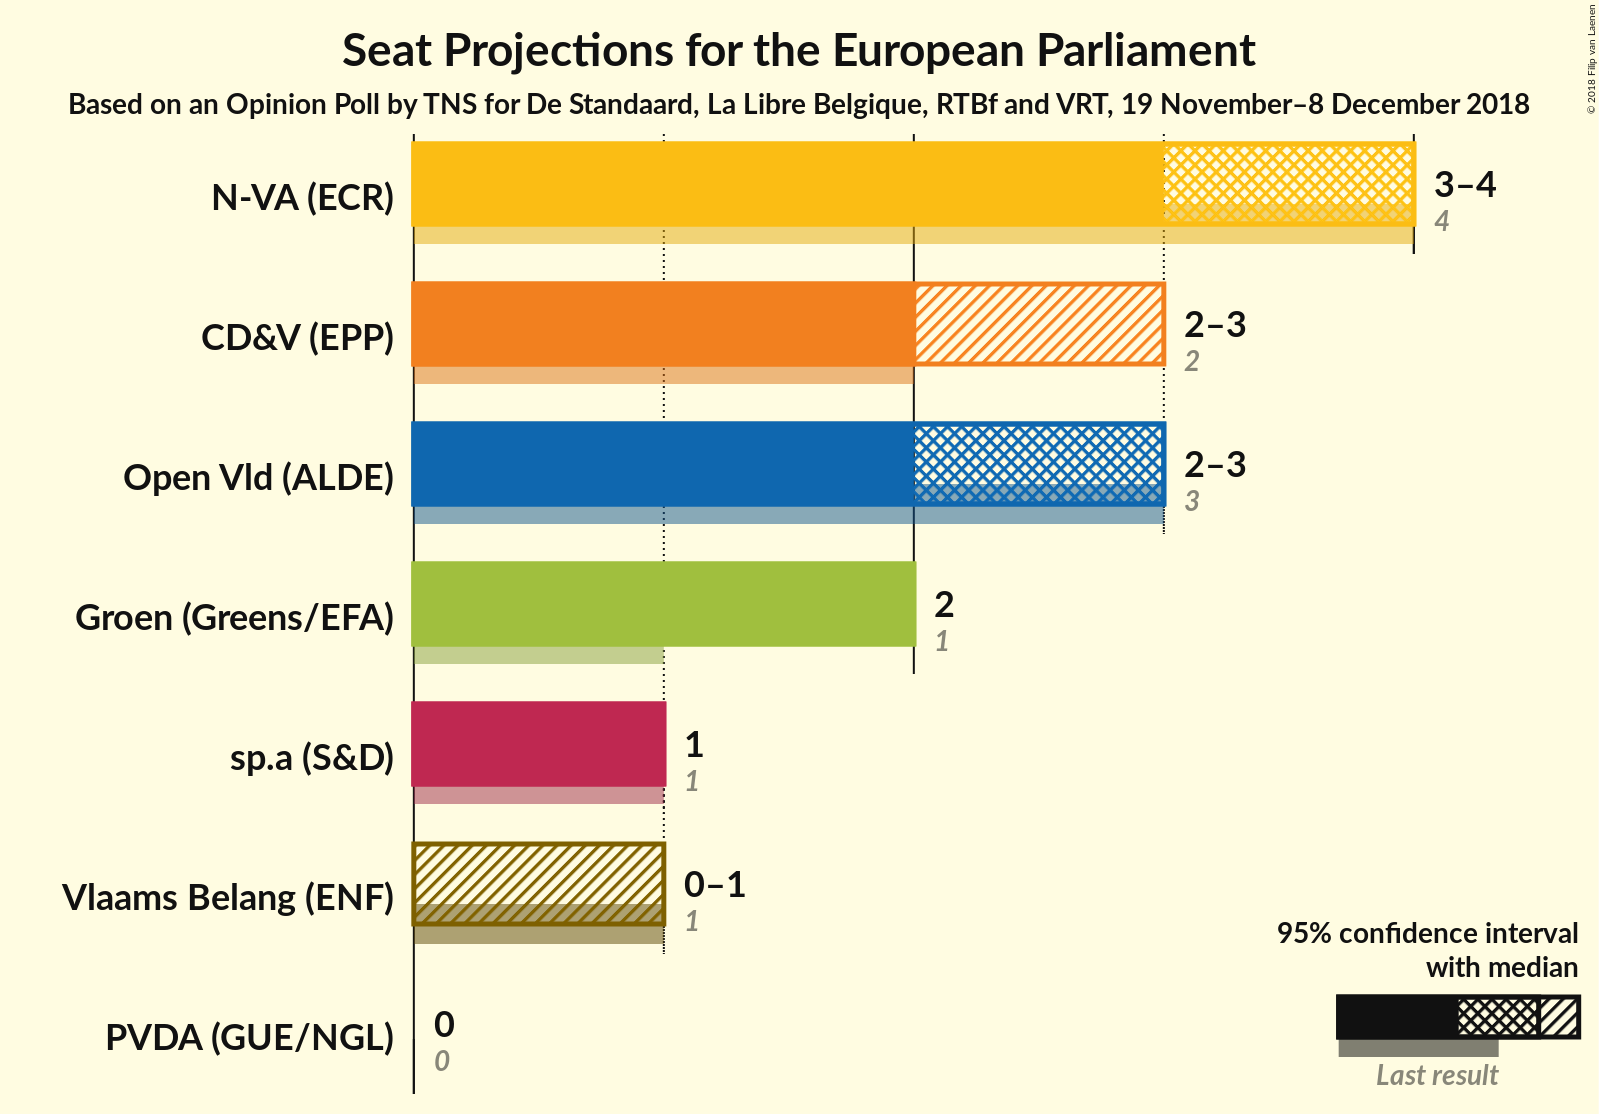 Seat Projections for the European Parliament
Based on an Opinion Poll by TNS for De Standaard, La Libre Belgique, RTBf and VRT, 19 November–8 December 2018
© 2018 Filip van Laenen
N-VA (ECR)
3–4
4
CD&V (EPP)
2–3
2
Open Vld (ALDE)
2–3
3
Groen (Greens/EFA)
2
1
sp.a (S&D)
1
1
Vlaams Belang (ENF)
0–1
1
PVDA (GUE/NGL)
0
0
95% confidence interval
with median
Last result